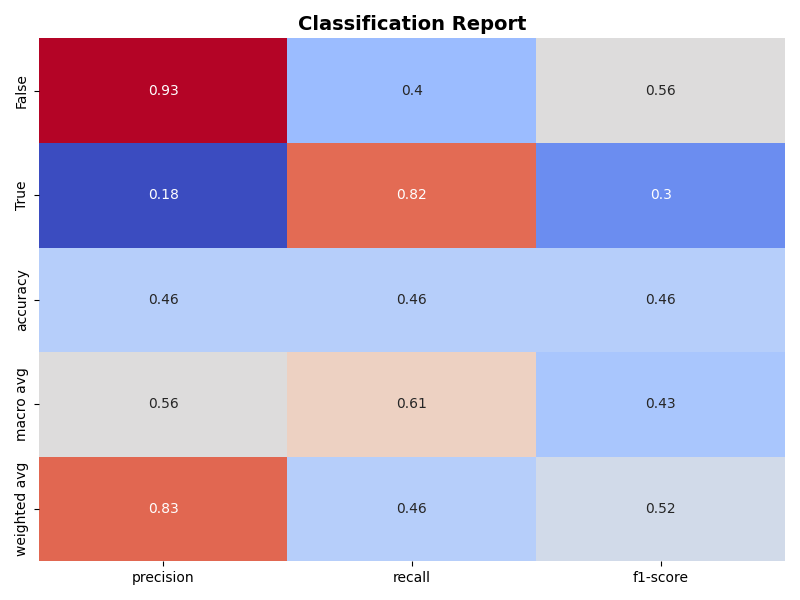 Classification Report
False 0.93 0.4 0.56
True 0.18 0.82 0.3
accuracy 0.46 0.46 0.46
macro avg 0.56 0.61 0.43
weighted avg 0.83 0.46 0.52
precision recall f1-score